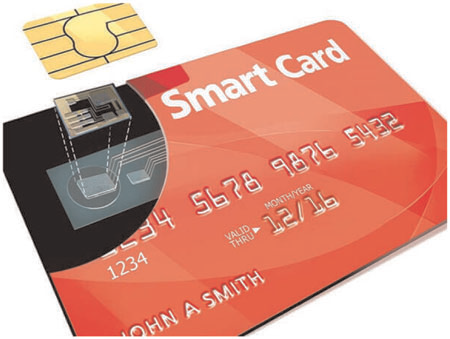 Smart Card
1234 5678 9876 5432
1234
VALID THRU
MONTH/YEAR
12/16
JOHN A SMITH